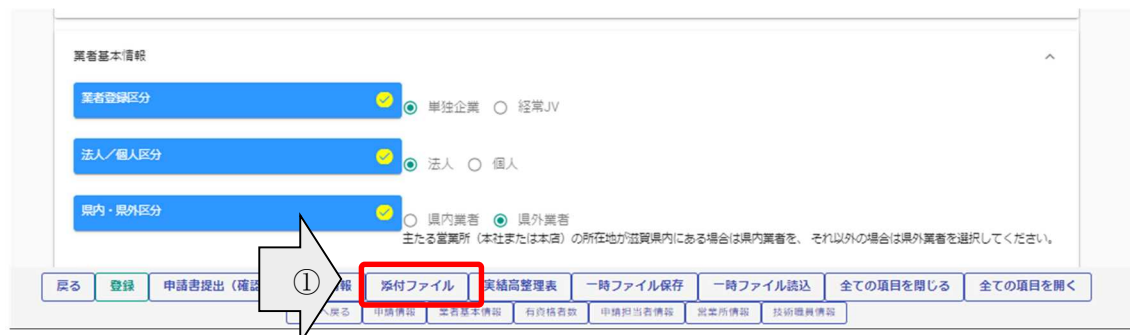 業者基本情報
業者登録区分
単独企業 経常JV
法人/個人区分
法人 個人
県内・県外区分
県内業者 県外業者
主たる営業所(本社または本店)の所在地が滋賀県内にある場合は県内業者を、それ以外の場合は県外業者を選択してください。
①
戻る 登録 申請書提出(確認 報 添付ファイル 実績高整理表 一時ファイル保存 一時ファイル読込 全ての項目を閉じる 全ての項目を開く
へ戻る 申請情報 業者基本情報 有資格者数 申請担当者情報 営業所情報 技術職員情報